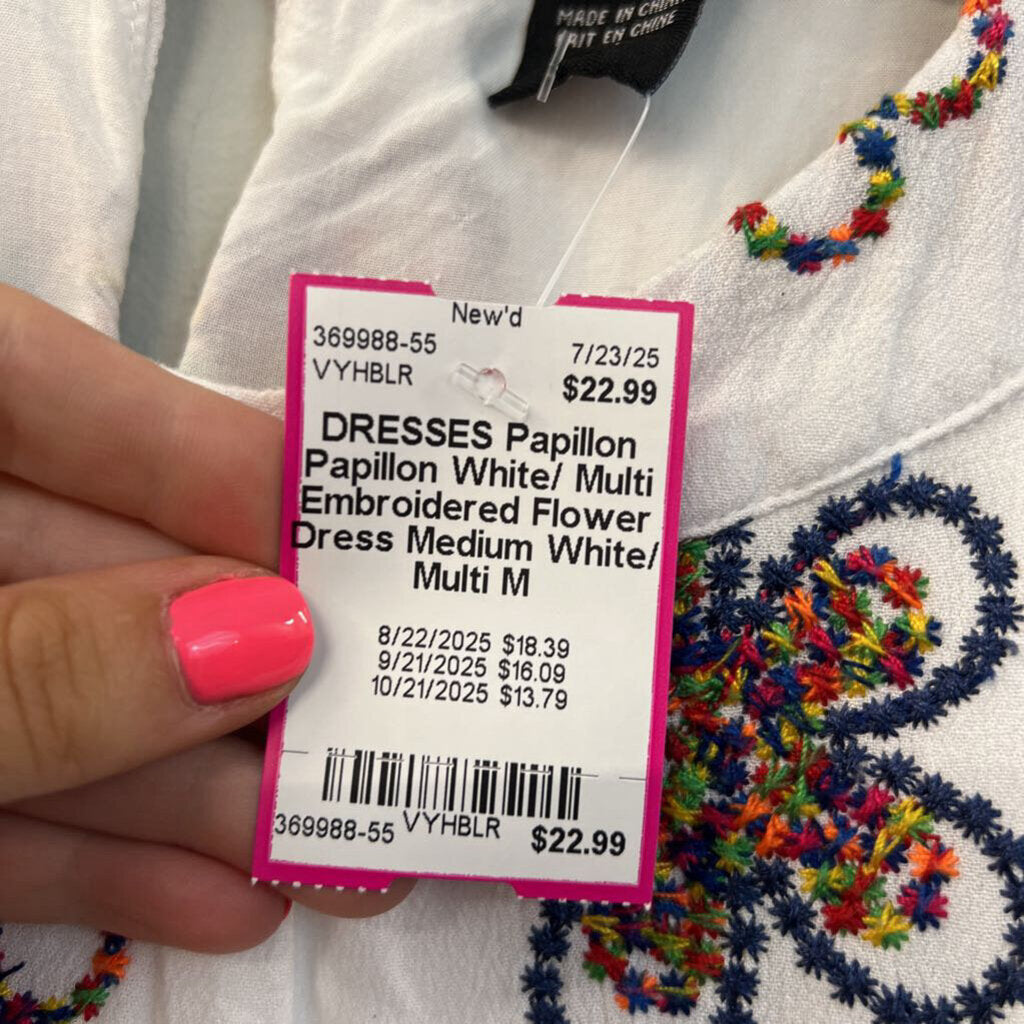 MADE IN CHINA
FAIT EN CHINE
New'd
369988-55
7/23/25
VYHBLR
$22.99
DRESSES Papillon
Papillon White/ Multi
Embroidered Flower
Dress Medium White/
Multi M
8/22/2025 $18.39
9/21/2025 $16.09
10/21/2025 $13.79
369988-55 VYHBLR $22.99